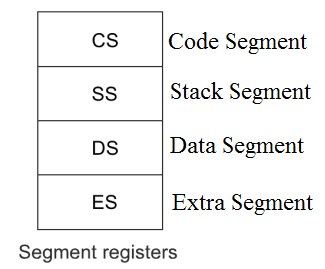 CS Code Segment
SS Stack Segment
DS Data Segment
ES Extra Segment
Segment registers